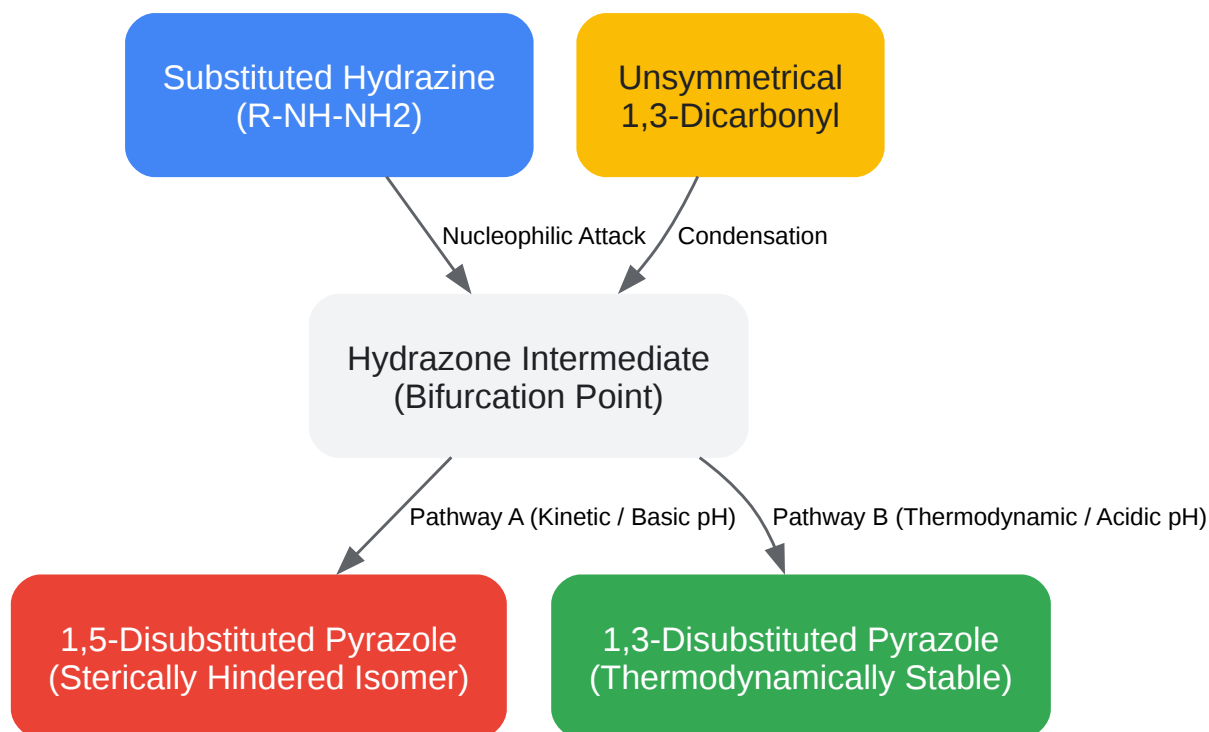 Substituted Hydrazine
(R-NH-NH2)
Unsymmetrical
1,3-Dicarbonyl
Nucleophilic Attack
Condensation
Hydrazone Intermediate
(Bifurcation Point)
Pathway A (Kinetic / Basic pH)
Pathway B (Thermodynamic / Acidic pH)
1,5-Disubstituted Pyrazole
(Sterically Hindered Isomer)
1,3-Disubstituted Pyrazole
(Thermodynamically Stable)